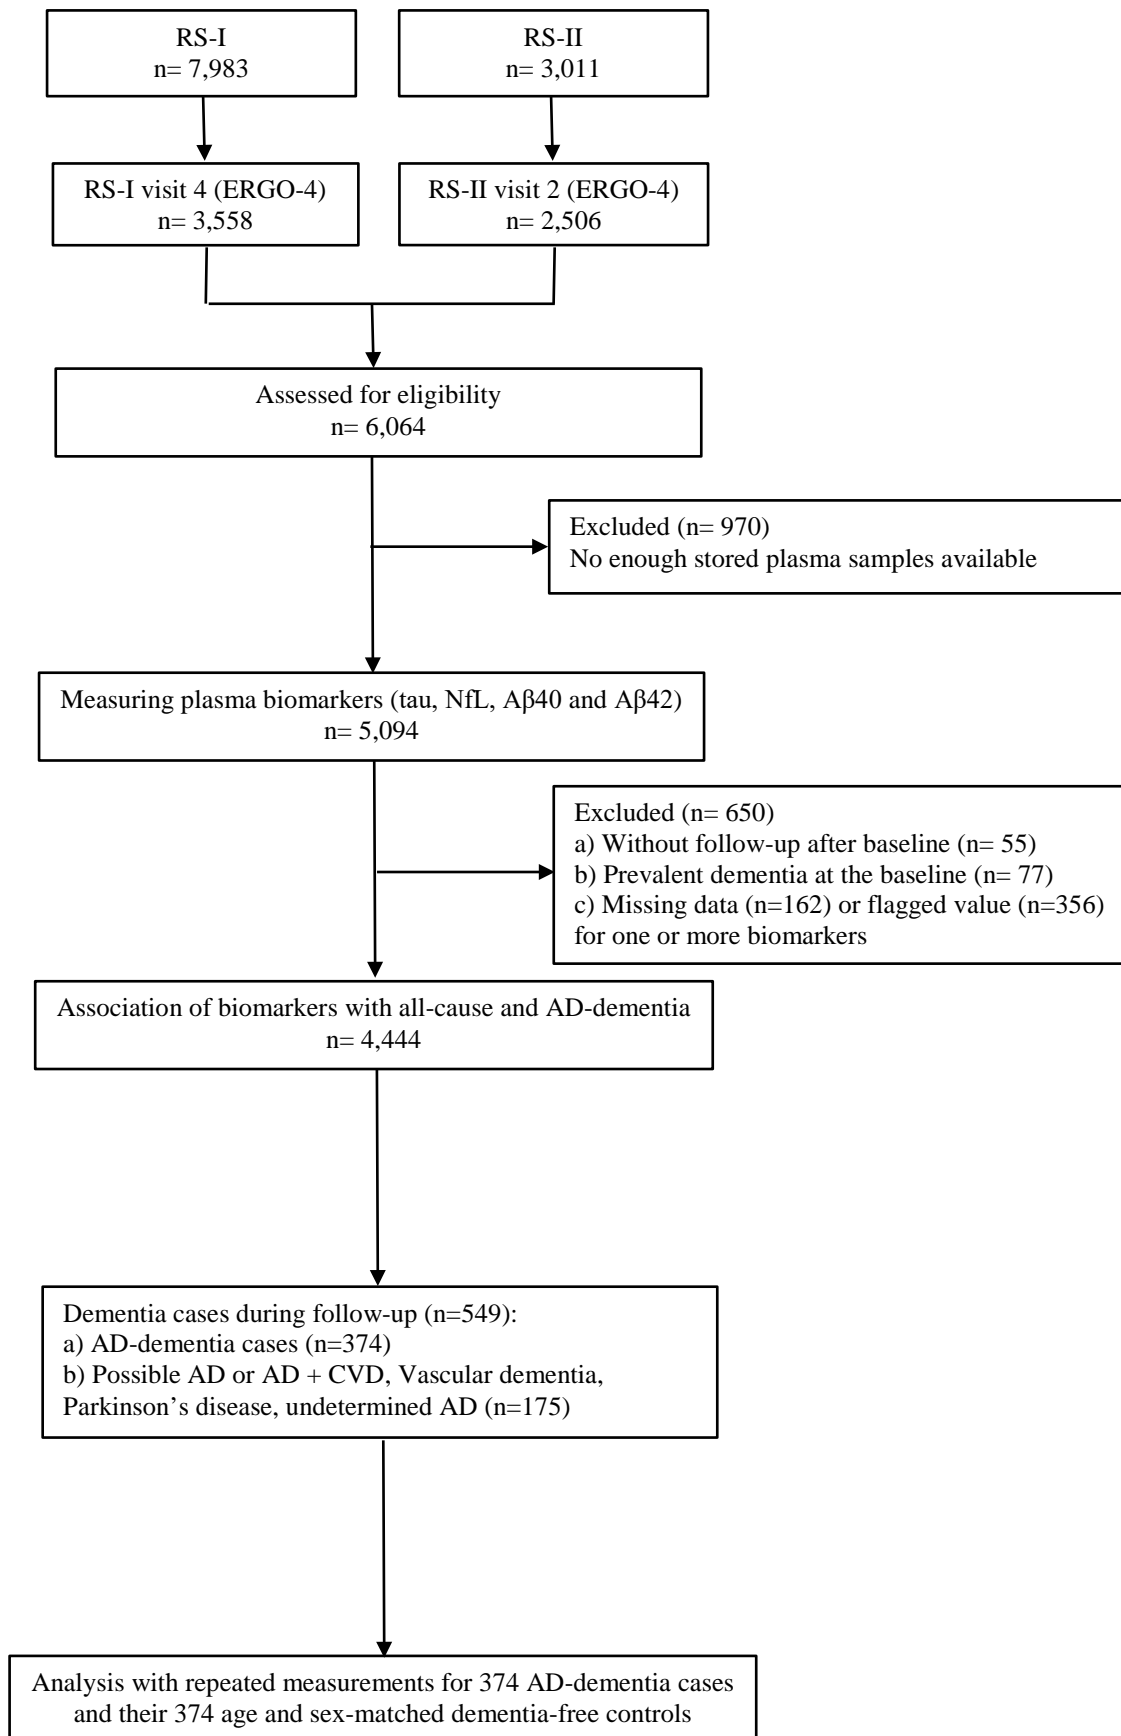 RS-I
n= 7,983
RS-II
n= 3,011
RS-I visit 4 (ERGO-4)
n= 3,558
RS-II visit 2 (ERGO-4)
n= 2,506
Assessed for eligibility
n= 6,064
Excluded (n= 970)
No enough stored plasma samples available
Measuring plasma biomarkers (tau, NfL, Aβ40 and Aβ42)
n= 5,094
Excluded (n= 650)
a) Without follow-up after baseline (n= 55)
b) Prevalent dementia at the baseline (n= 77)
c) Missing data (n=162) or flagged value (n=356)
for one or more biomarkers
Association of biomarkers with all-cause and AD-dementia
n= 4,444
Dementia cases during follow-up (n=549):
a) AD-dementia cases (n=374)
b) Possible AD or AD + CVD, Vascular dementia,
Parkinson’s disease, undetermined AD (n=175)
Analysis with repeated measurements for 374 AD-dementia cases
and their 374 age and sex-matched dementia-free controls